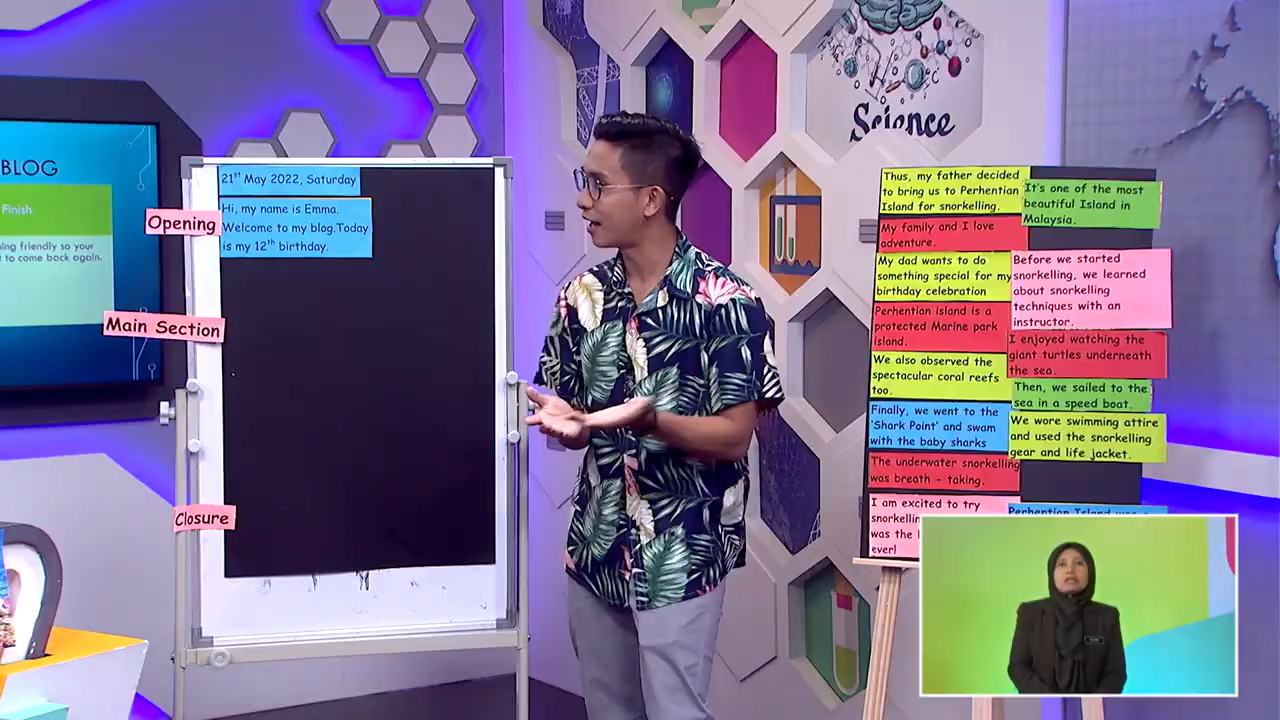 BLOG
Finish
ing friendly so your
t to come back again.
Opening
Main Section
Closure
21st May 2022, Saturday
Hi, my name is Emma.
Welcome to my blog.Today
is my 12th birthday.
Science
Thus, my father decided
to bring us to Perhentian
Island for snorkelling.
My family and I love
adventure.
My dad wants to do
something special for my
birthday celebration
Perhentian island is a
protected Marine park
island.
We also observed the
spectacular coral reefs
too.
Finally, we went to the
'Shark Point' and swam
with the baby sharks
The underwater snorkelling
was breath - taking.
I am excited to try
snorkellin
was the
ever!
It's one of the most
beautiful Island in
Malaysia.
Before we started
snorkelling, we learned
about snorkelling
techniques with an
instructor.
I enjoyed watching the
giant turtles underneath
the sea.
Then, we sailed to the
sea in a speed boat.
We wore swimming attire
and used the snorkelling
gear and life jacket.
Perhentian Island was a